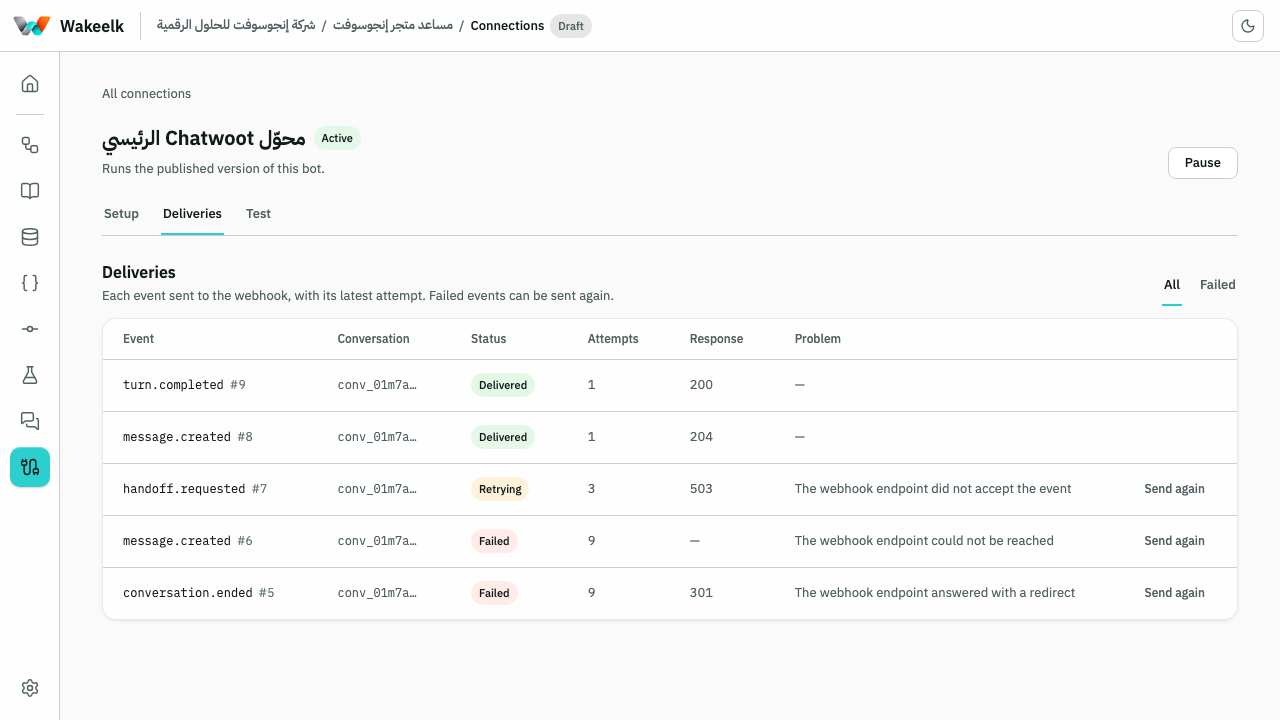 Wakeelk
شركة إنجوسوفت للحلول الرقمية / مساعد متجر إنجوسوفت / Connections Draft
All connections
محوّل Chatwoot الرئيسي Active
Runs the published version of this bot.
Pause
Setup Deliveries Test
Deliveries
Each event sent to the webhook, with its latest attempt. Failed events can be sent again.
All Failed
Event Conversation Status Attempts Response Problem
turn.completed #9 conv_01m7a… Delivered 1 200 —
message.created #8 conv_01m7a… Delivered 1 204 —
handoff.requested #7 conv_01m7a… Retrying 3 503 The webhook endpoint did not accept the event Send again
message.created #6 conv_01m7a… Failed 9 — The webhook endpoint could not be reached Send again
conversation.ended #5 conv_01m7a… Failed 9 301 The webhook endpoint answered with a redirect Send again